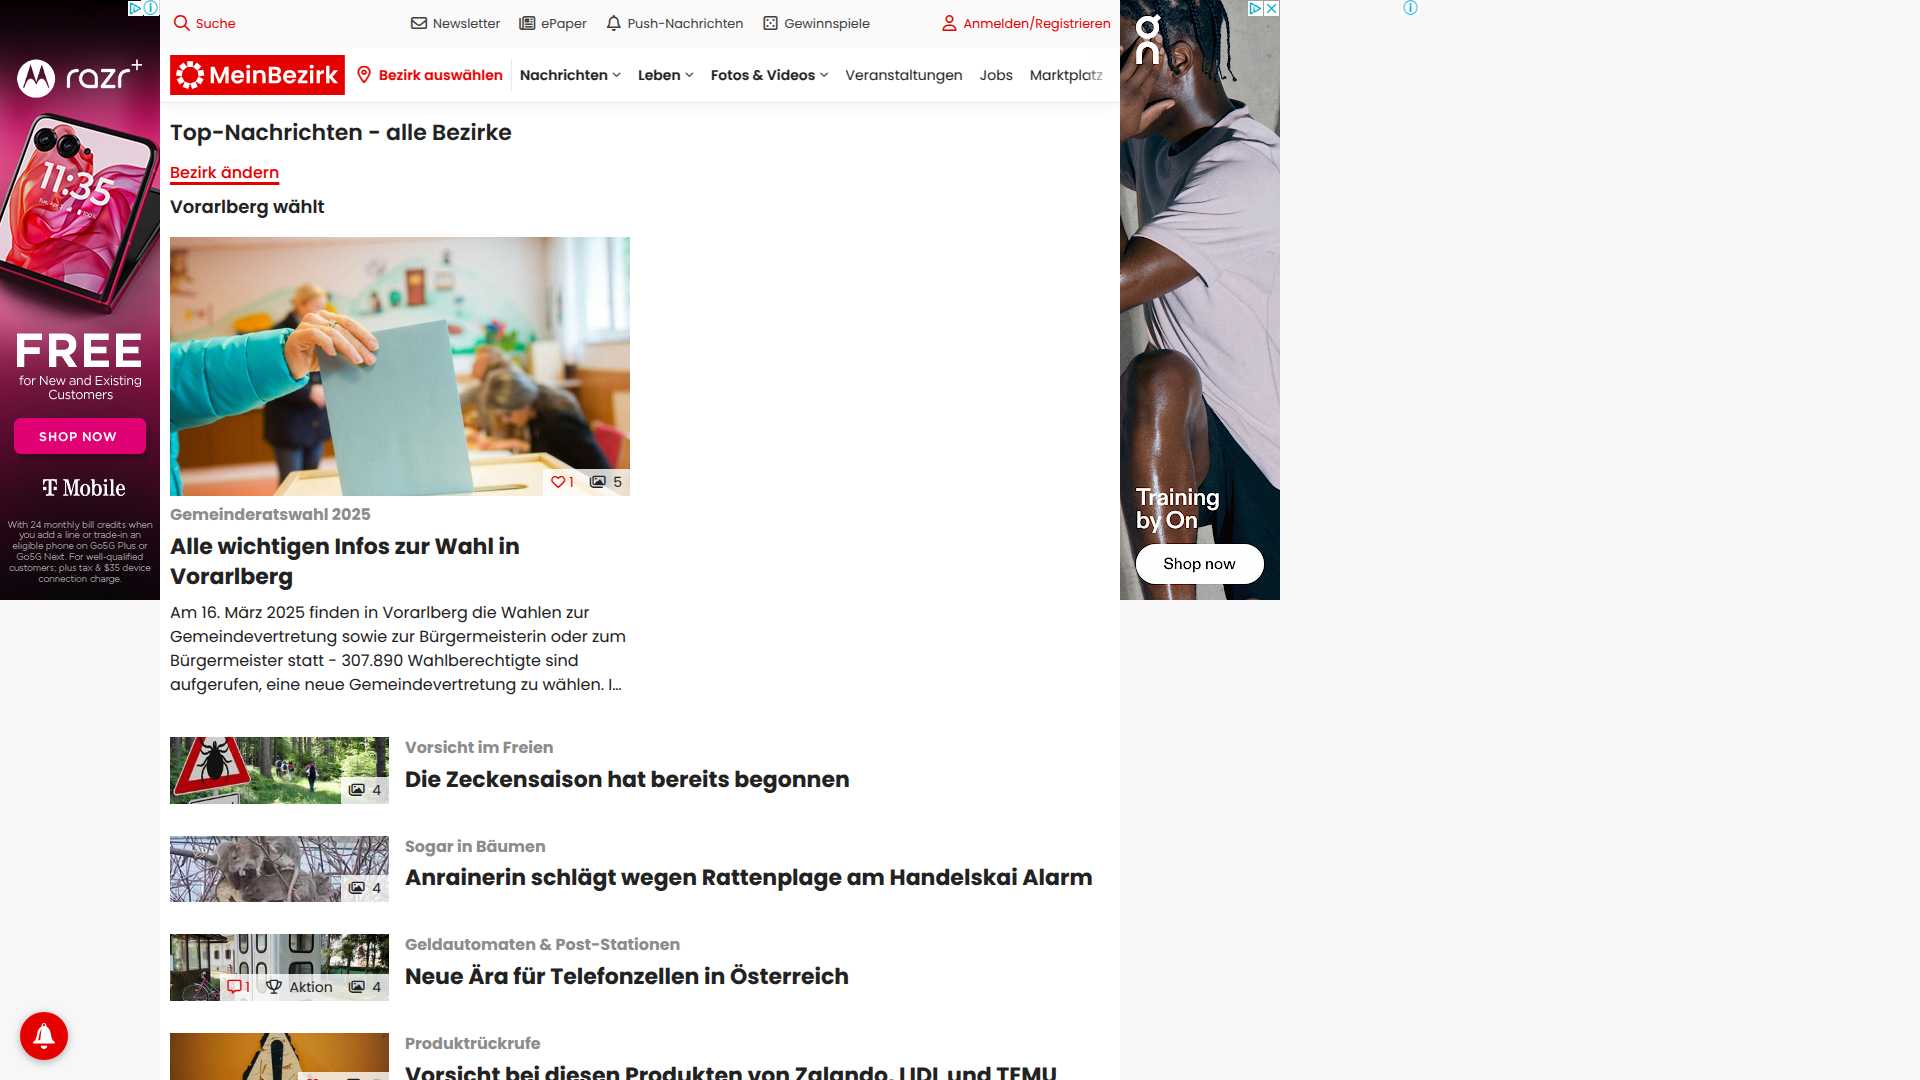 Suche
Newsletter
ePaper
Push-Nachrichten
Gewinnspiele
Anmelden/Registrieren
MeinBezirk
Bezirk auswählen
Nachrichten
Leben
Fotos & Videos
Veranstaltungen
Jobs
Marktplatz
Top-Nachrichten - alle Bezirke
Bezirk ändern
Vorarlberg wählt
1
5
Gemeinderatswahl 2025
Alle wichtigen Infos zur Wahl in
Vorarlberg
Am 16. März 2025 finden in Vorarlberg die Wahlen zur
Gemeindevertretung sowie zur Bürgermeisterin oder zum
Bürgermeister statt - 307.890 Wahlberechtigte sind
aufgerufen, eine neue Gemeindevertretung zu wählen. I...
4
Vorsicht im Freien
Die Zeckensaison hat bereits begonnen
4
Sogar in Bäumen
Anrainerin schlägt wegen Rattenplage am Handelskai Alarm
1 Aktion 4
Geldautomaten & Post-Stationen
Neue Ära für Telefonzellen in Österreich
Produktrückrufe
Vorsicht bei diesen Produkten von Zalando, LIDL und TEMU
razr+
11:35
FREE
for New and Existing
Customers
SHOP NOW
T Mobile
With 24 monthly bill credits when
you add a line or trade-in an
eligible phone on Go5G Plus or
Go5G Next. For well-qualified
customers; plus tax & $35 device
connection charge.
on
Training
by On
Shop now